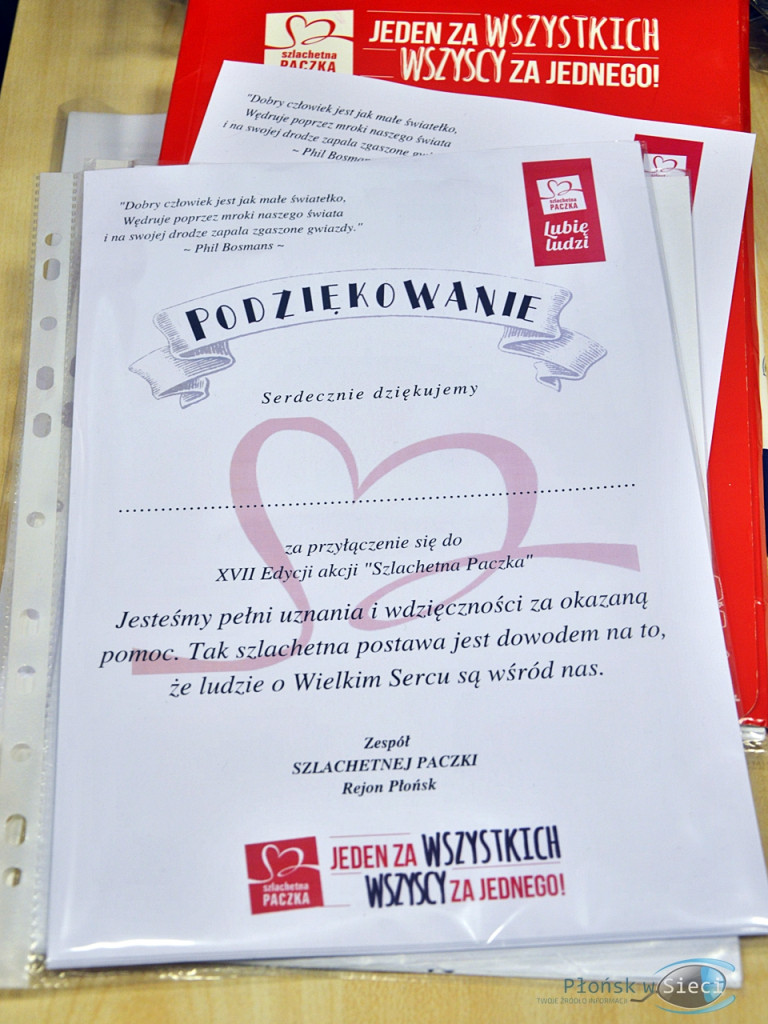 szlachetna
PACZKA
JEDEN ZA WSZYSTKICH
WSZYSCY ZA JEDNEGO!
"Dobry człowiek jest jak małe światełko,
Wędruje poprzez mroki naszego świata
i na swojej drodze zapala zgaszone
~ Phil Bosmans
"Dobry człowiek jest jak małe światełko,
Wędruje poprzez mroki naszego świata
i na swojej drodze zapala zgaszone gwiazdy."
~ Phil Bosmans ~
szlachetna
PACZKA
Lubię
ludzi
PODZIĘKOWANIE
Serdecznie dziękujemy
za przyłączenie się do
XVII Edycji akcji "Szlachetna Paczka"
Jesteśmy pełni uznania i wdzięczności za okazaną
pomoc. Tak szlachetna postawa jest dowodem na to,
że ludzie o Wielkim Sercu są wśród nas.
Zespół
SZLACHETNEJ PACZKI
Rejon Płońsk
szlachetna
PACZKA
JEDEN ZA WSZYSTKICH
WSZYSCY ZA JEDNEGO!
Płońsk w Sieci
TWOJE ŹRÓDŁO INFORMACJI